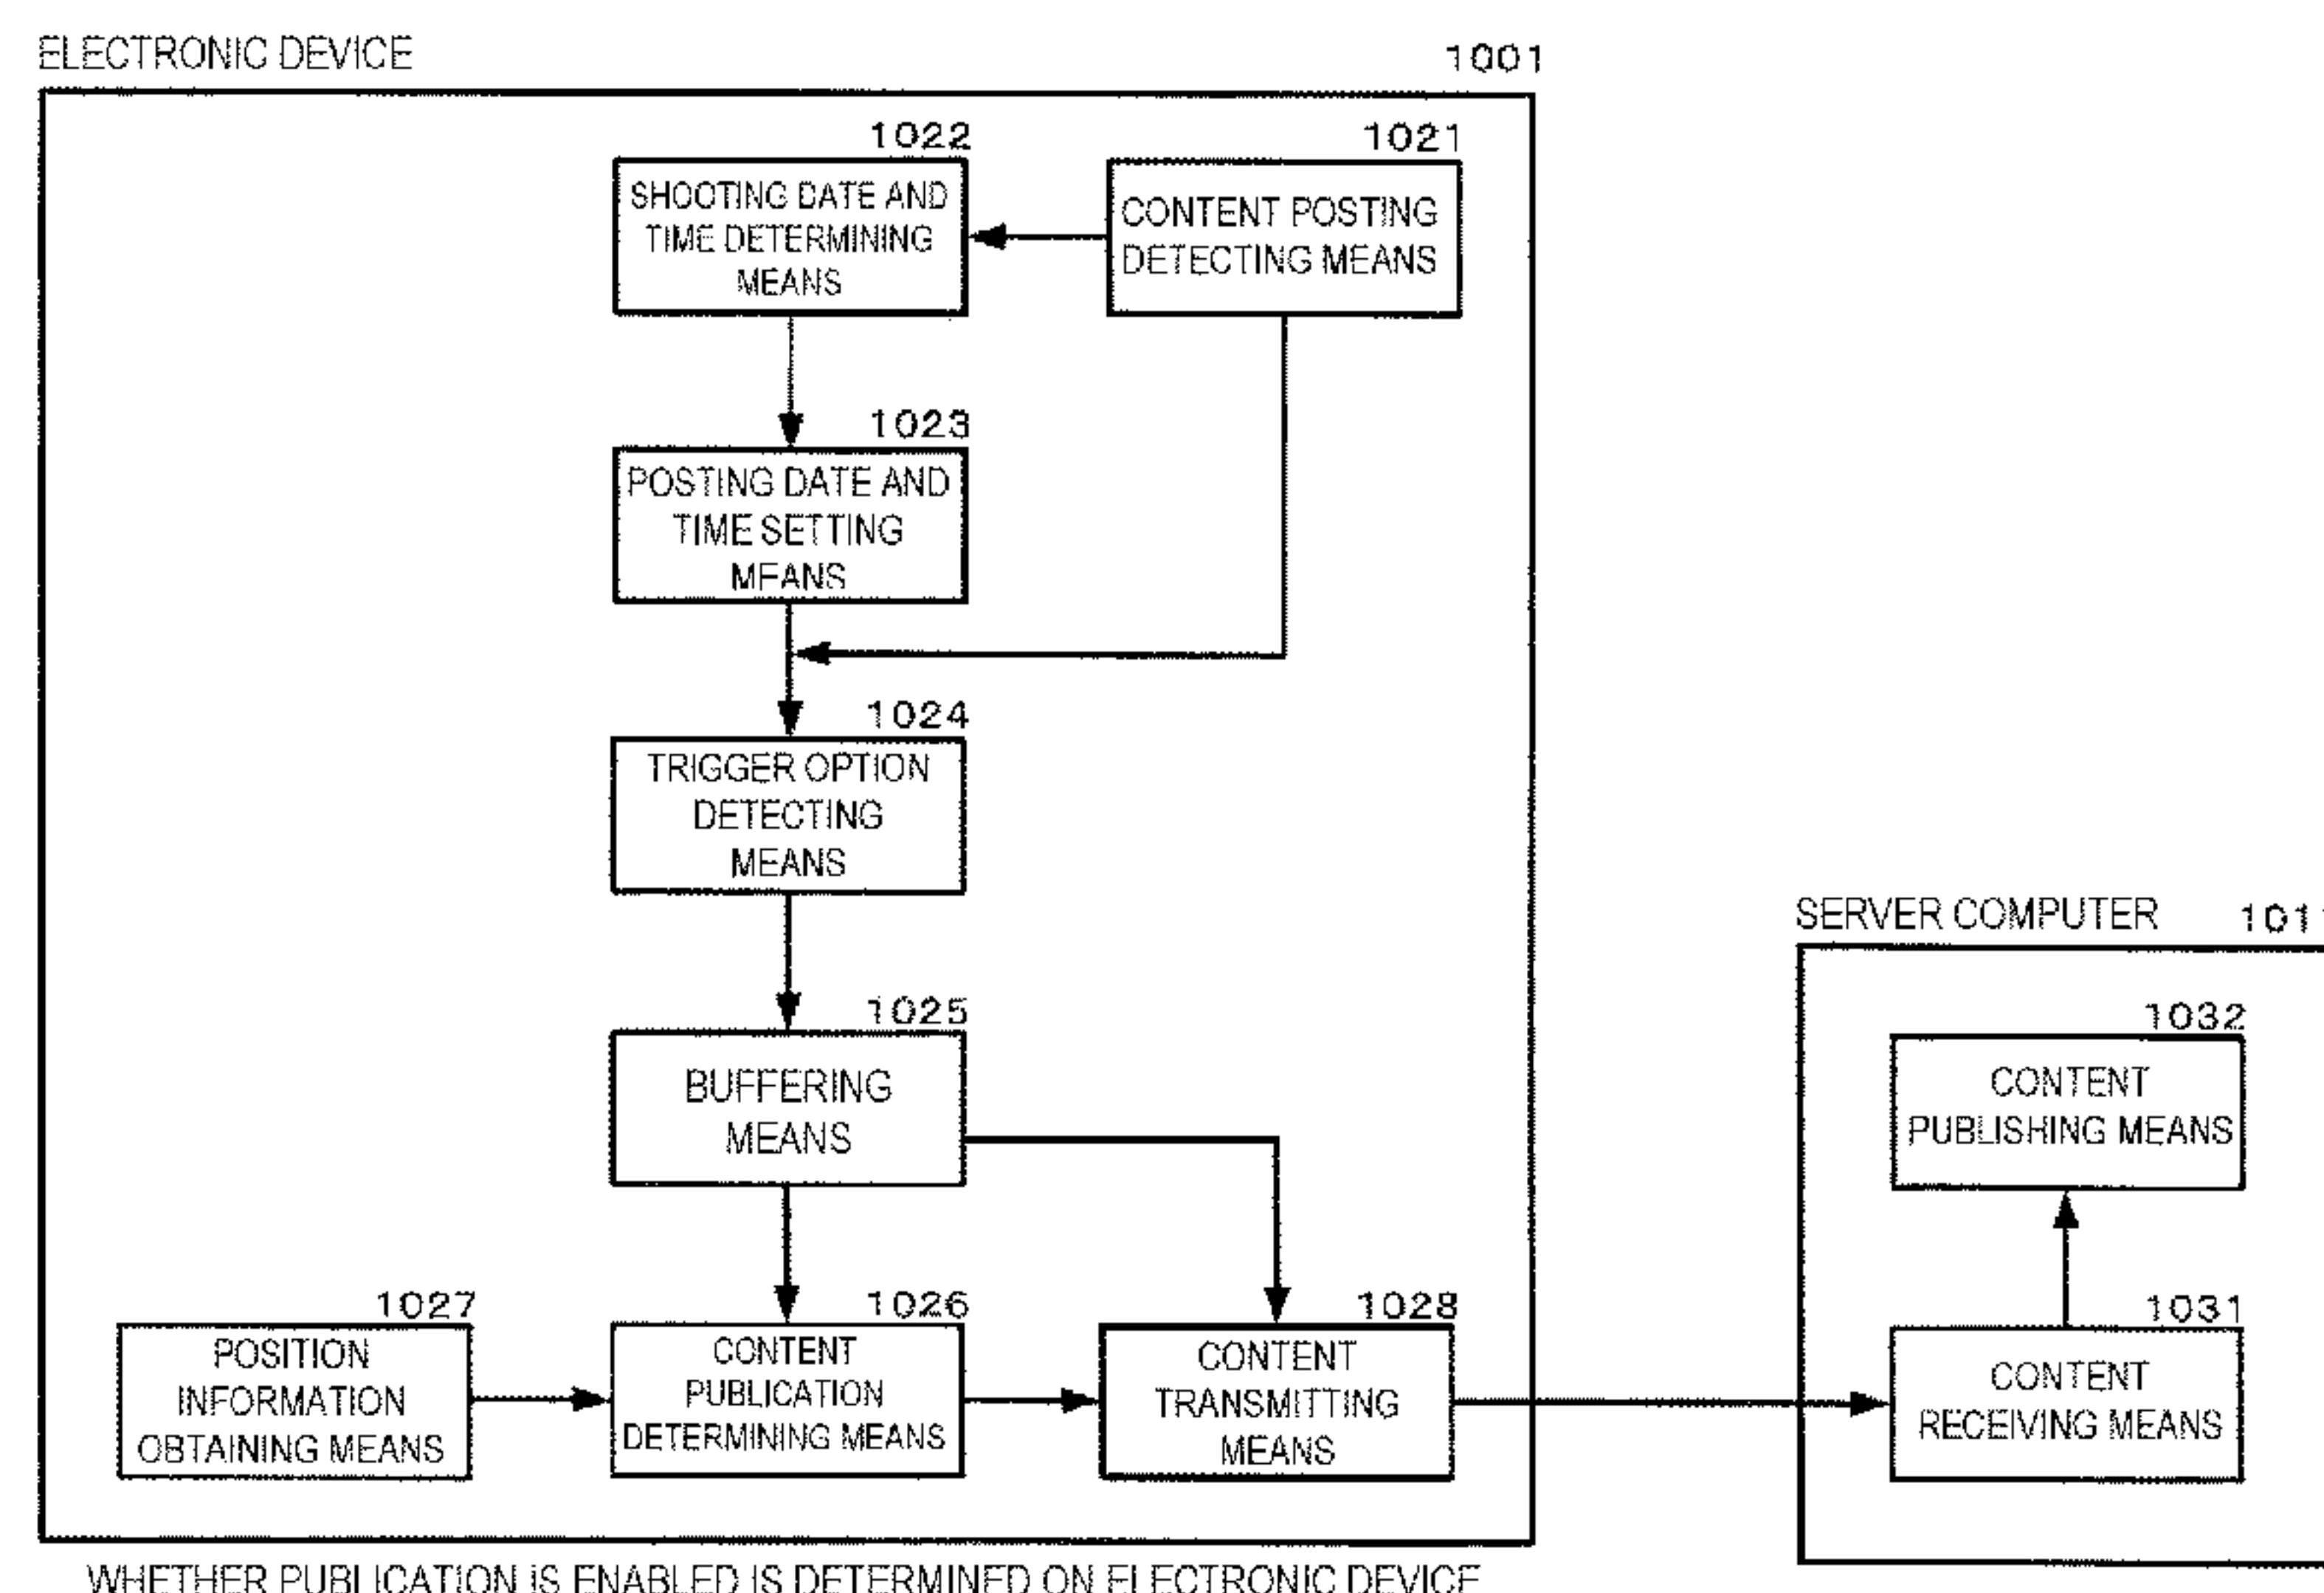 ELECTRONIC DEVICE
1001
1022
SHOOTING DATE AND
TIME DETERMINING
MEANS
1021
CONTENT POSTING
DETECTING MEANS
1023
POSTING DATE AND
TIME SETTING
MEANS
1024
TRIGGER OPTION
DETECTING
MEANS
1025
BUFFERING
MEANS
1027
POSITION
INFORMATION
OBTAINING MEANS
1026
CONTENT
PUBLICATION
DETERMINING MEANS
1028
CONTENT
TRANSMITTING
MEANS
WHETHER PUBLICATION IS ENABLED IS DETERMINED ON ELECTRONIC DEVICE
SERVER COMPUTER
1011
1032
CONTENT
PUBLISHING MEANS
1031
CONTENT
RECEIVING MEANS